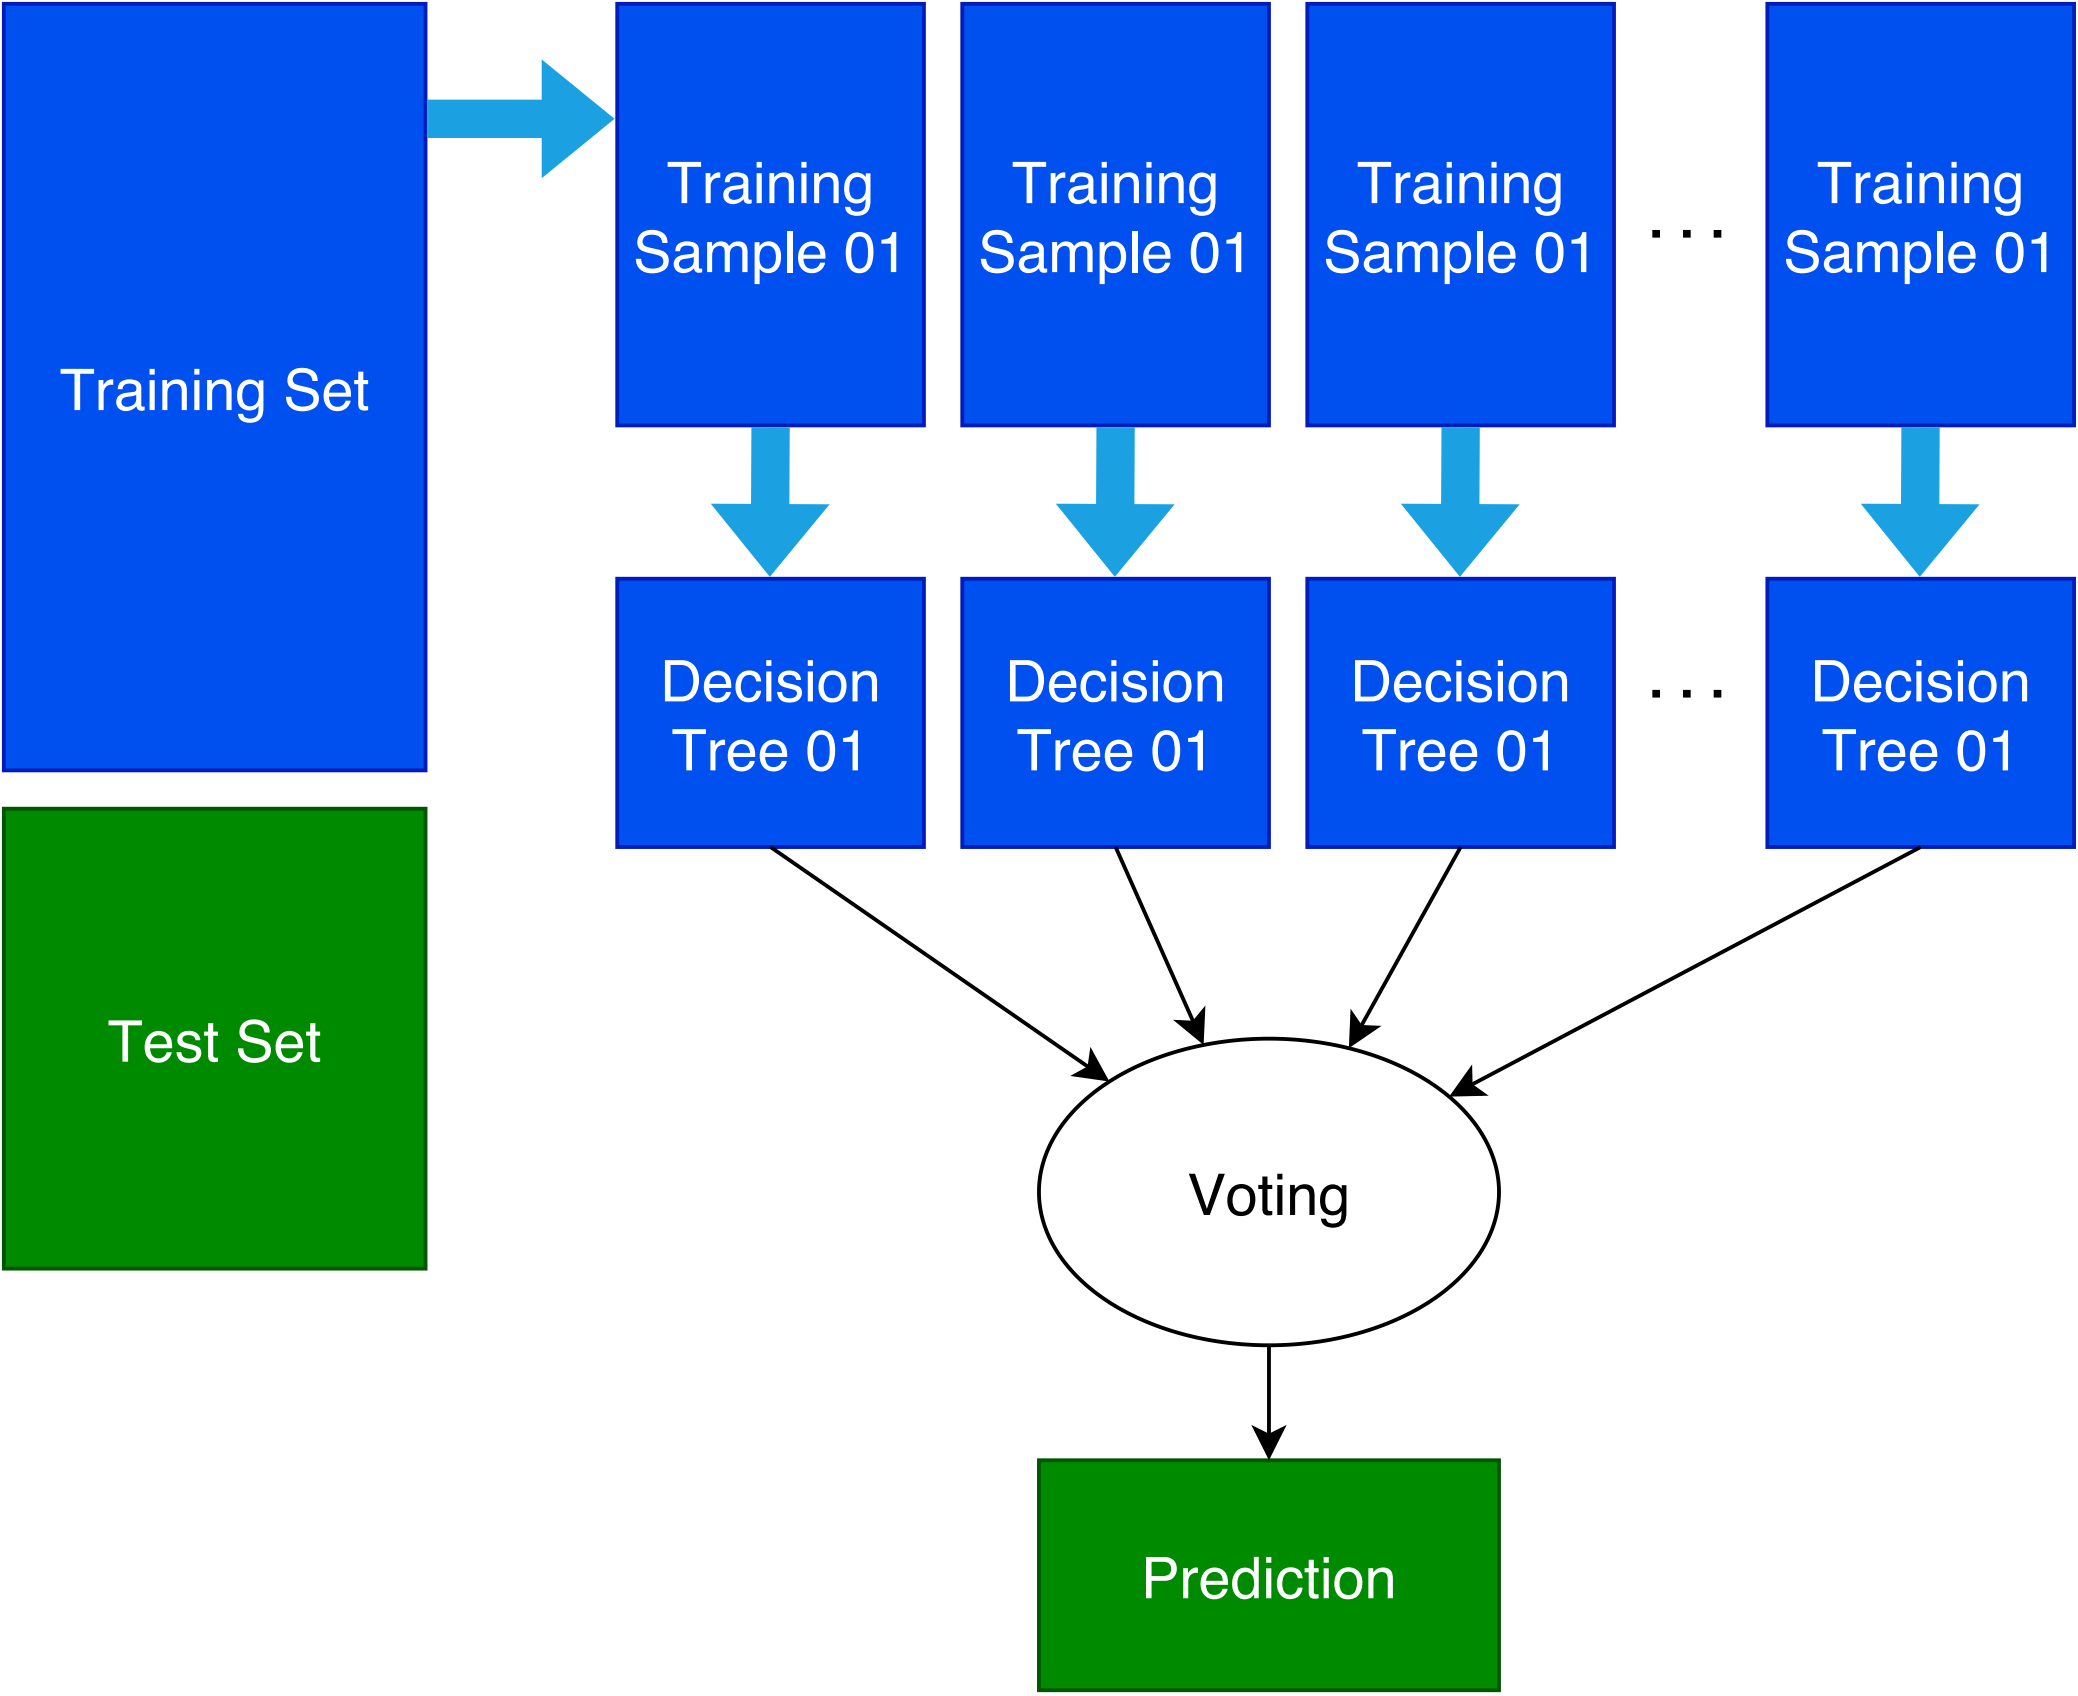 Training Set
Training
Sample 01
Training
Sample 01
Training
Sample 01
. . .
Training
Sample 01
Decision
Tree 01
Decision
Tree 01
Decision
Tree 01
. . .
Decision
Tree 01
Test Set
Voting
Prediction